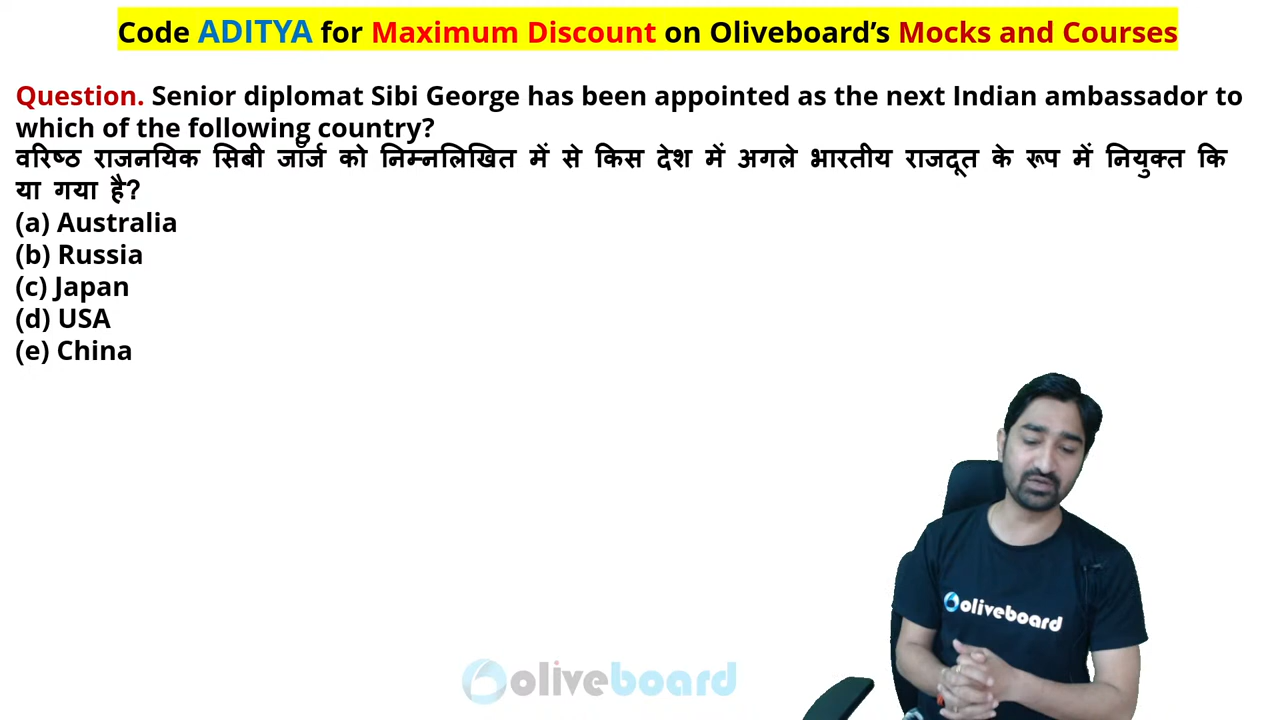 Code ADITYA for Maximum Discount on Oliveboard’s Mocks and Courses
Question. Senior diplomat Sibi George has been appointed as the next Indian ambassador to
which of the following country?
वरिष्ठ राजनयिक सिबी जॉर्ज को निम्नलिखित में से किस देश में अगले भारतीय राजदूत के रूप में नियुक्त कि
या गया है?
(a) Australia
(b) Russia
(c) Japan
(d) USA
(e) China
oliveboard
oliveboard